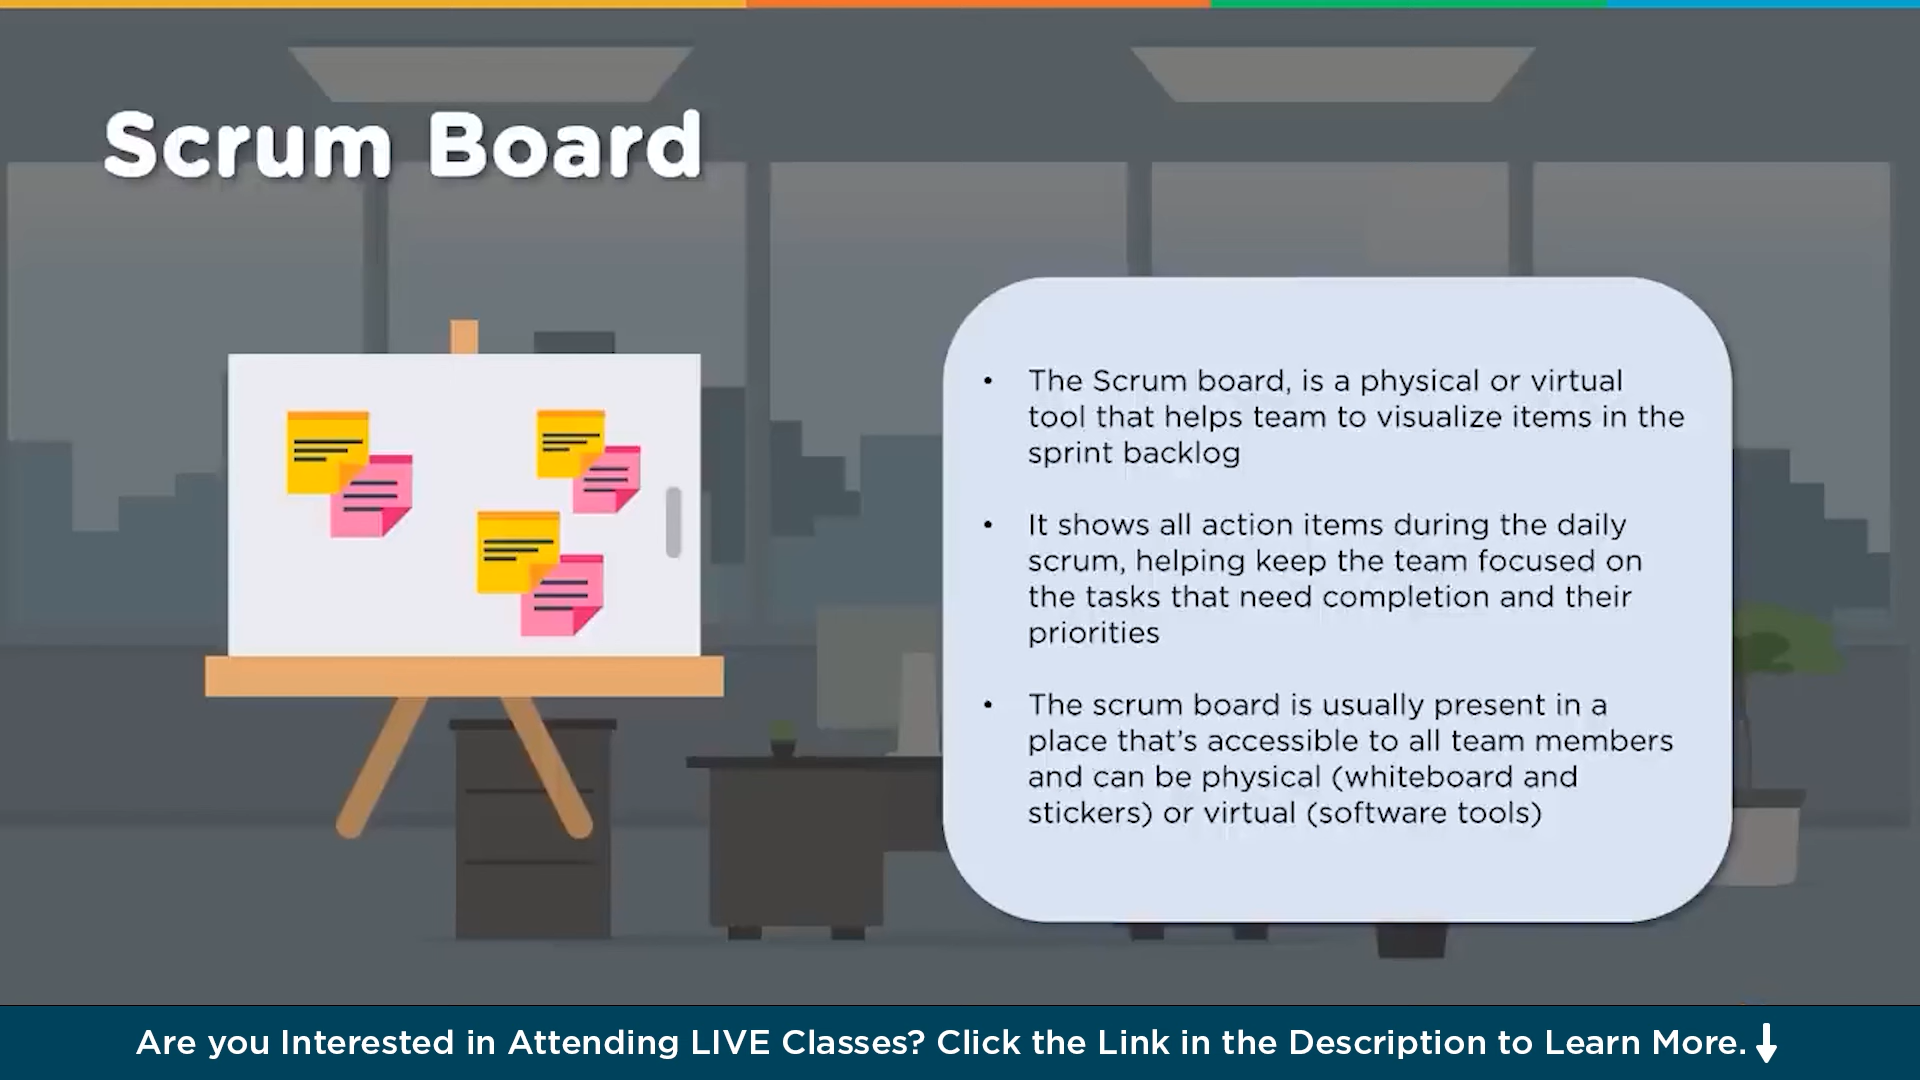 Scrum Board
• The Scrum board, is a physical or virtual
tool that helps team to visualize items in the
sprint backlog
• It shows all action items during the daily
scrum, helping keep the team focused on
the tasks that need completion and their
priorities
• The scrum board is usually present in a
place that's accessible to all team members
and can be physical (whiteboard and
stickers) or virtual (software tools)
Are you Interested in Attending LIVE Classes? Click the Link in the Description to Learn More.